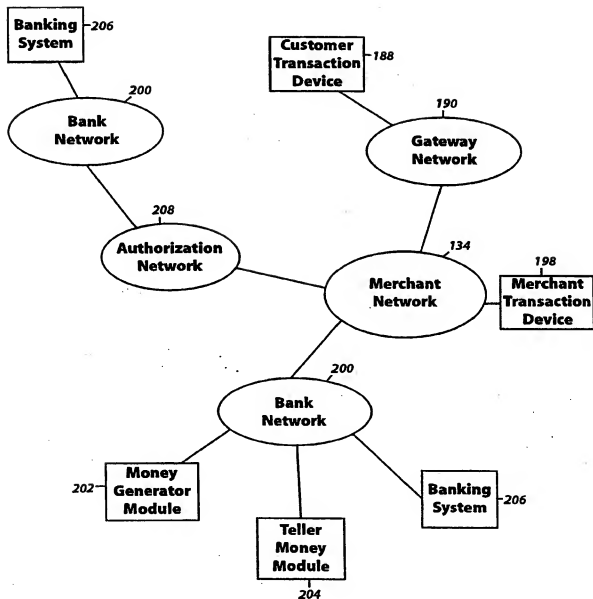 Banking
System
206
Customer
Transaction
Device
188
200
Bank
Network
190
Gateway
Network
208
Authorization
Network
134
Merchant
Network
198
Merchant
Transaction
Device
200
Bank
Network
202
Money
Generator
Module
Teller
Money
Module
204
Banking
System
206